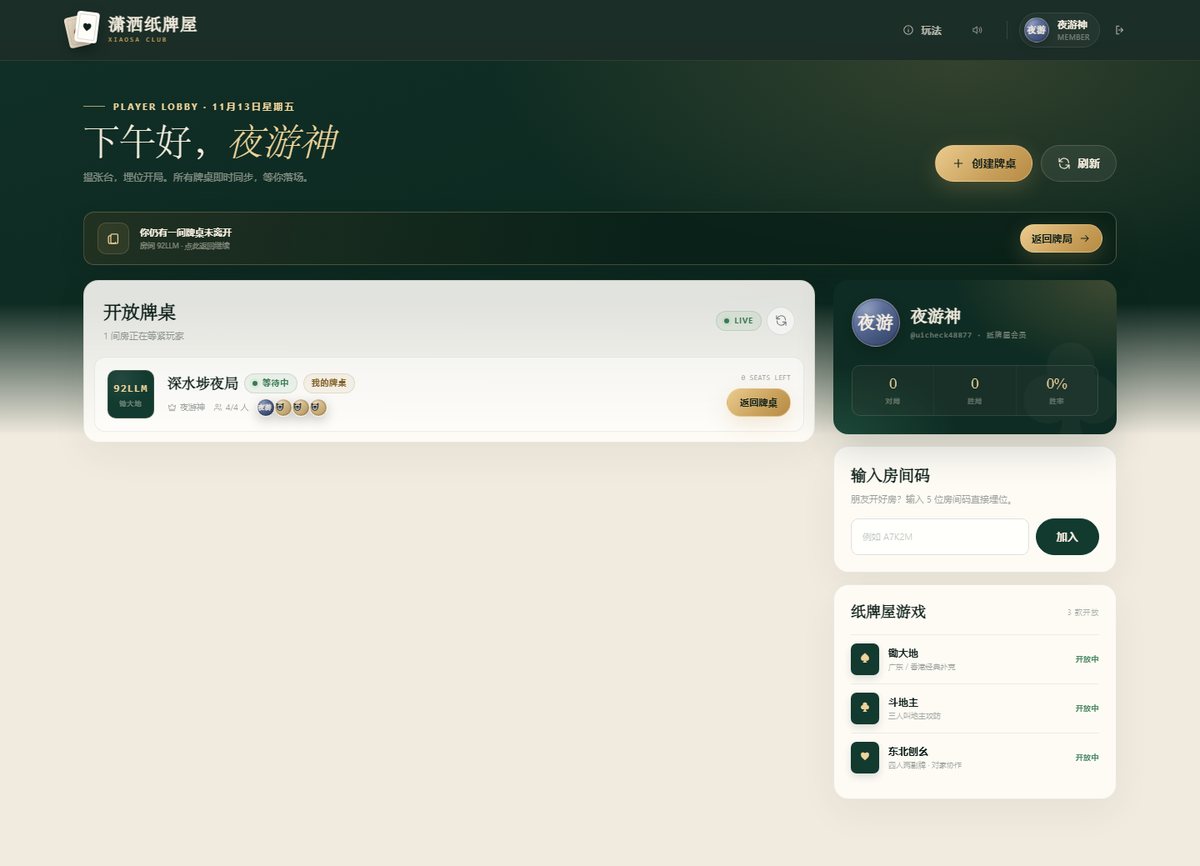 潇洒纸牌屋
XIAOSA CLUB
玩法
夜游
夜游神
MEMBER
PLAYER LOBBY · 11月13日星期五
下午好，夜游神
搵张台，埋位开局。所有牌桌即时同步，等你落场。
创建牌桌
刷新
你仍有一间牌桌未离开
房间 92LLM · 点此返回继续
返回牌局
开放牌桌
1 间房正在等紧玩家
LIVE
92LLM
锄大地
深水埗夜局
等待中
我的牌桌
夜游神
4/4 人
夜游
0 SEATS LEFT
返回牌桌
夜游
夜游神
@uicheck48877 · 纸牌屋会员
0
对局
0
胜局
0%
胜率
输入房间码
朋友开好房？输入 5 位房间码直接埋位。
例如 A7K2M
加入
纸牌屋游戏
3 款开放
锄大地
广东 / 香港经典扑克
开放中
斗地主
三人叫地主攻防
开放中
东北刨幺
四人两副牌 · 对家协作
开放中